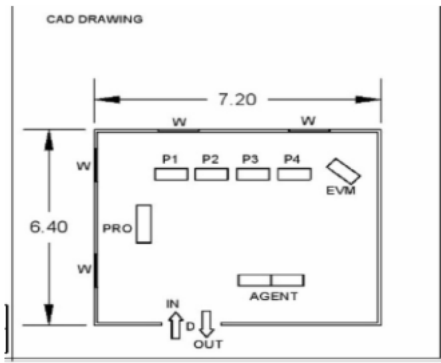 CAD DRAWING
7.20
W W
P1 P2 P3 P4
W
EVM
6.40
PRO
W
AGENT
IN
D
OUT